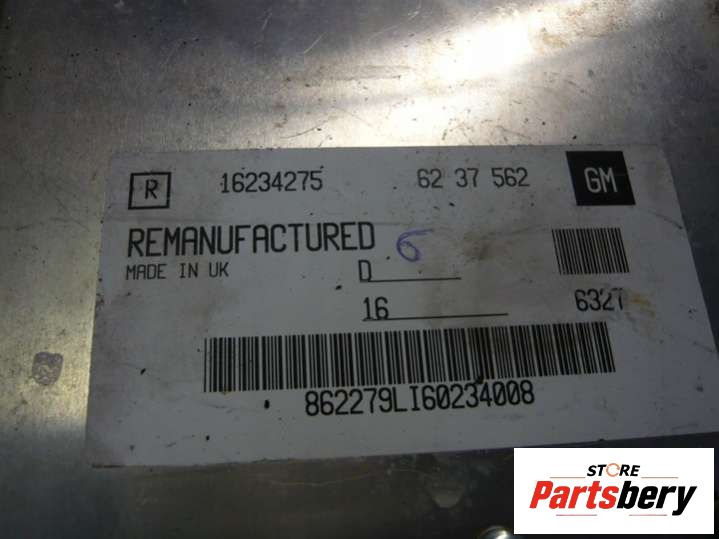 R 16234275 62 37 562 GM
REMANUFACTURED 6
MADE IN UK D
16 6327
862279LI60234008
STORE
Partsbery